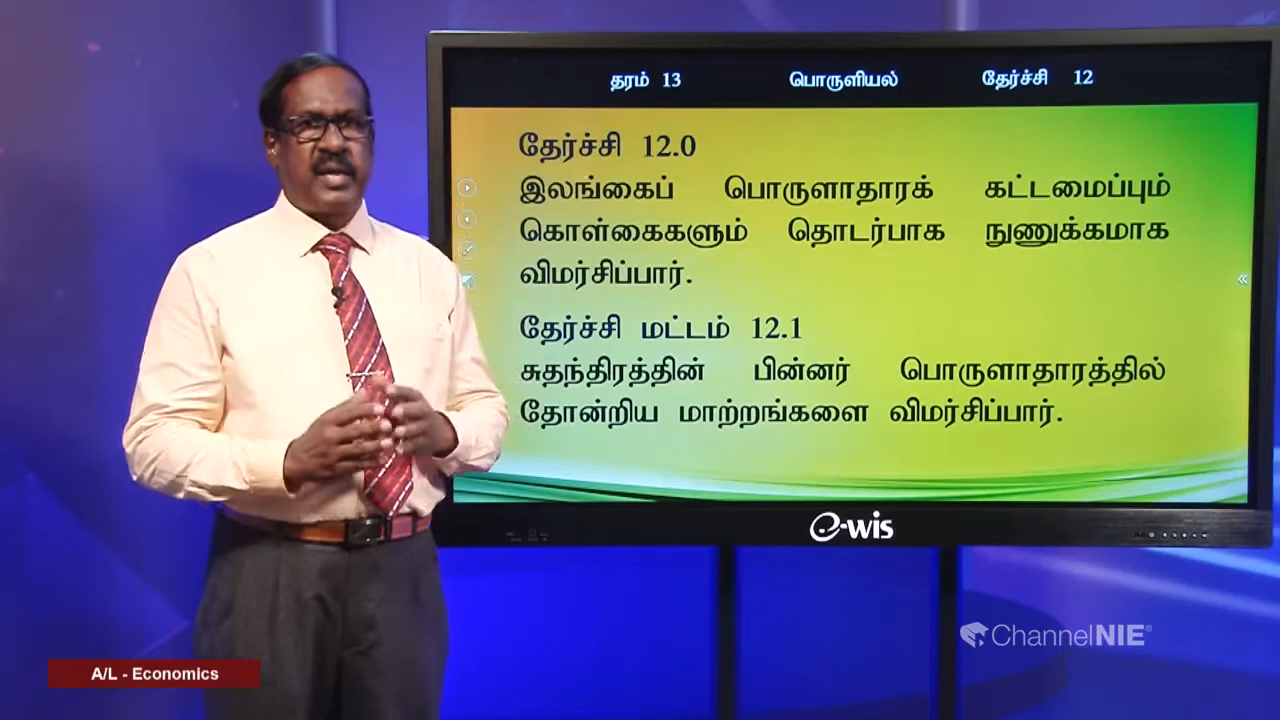 தரம் 13 பொருளியல் தேர்ச்சி 12
தேர்ச்சி 12.0
இலங்கைப் பொருளாதாரக் கட்டமைப்பும்
கொள்கைகளும் தொடர்பாக நுணுக்கமாக
விமர்சிப்பார்.
தேர்ச்சி மட்டம் 12.1
சுதந்திரத்தின் பின்னர் பொருளாதாரத்தில்
தோன்றிய மாற்றங்களை விமர்சிப்பார்.
e-wis
ChannelNIE®
A/L - Economics